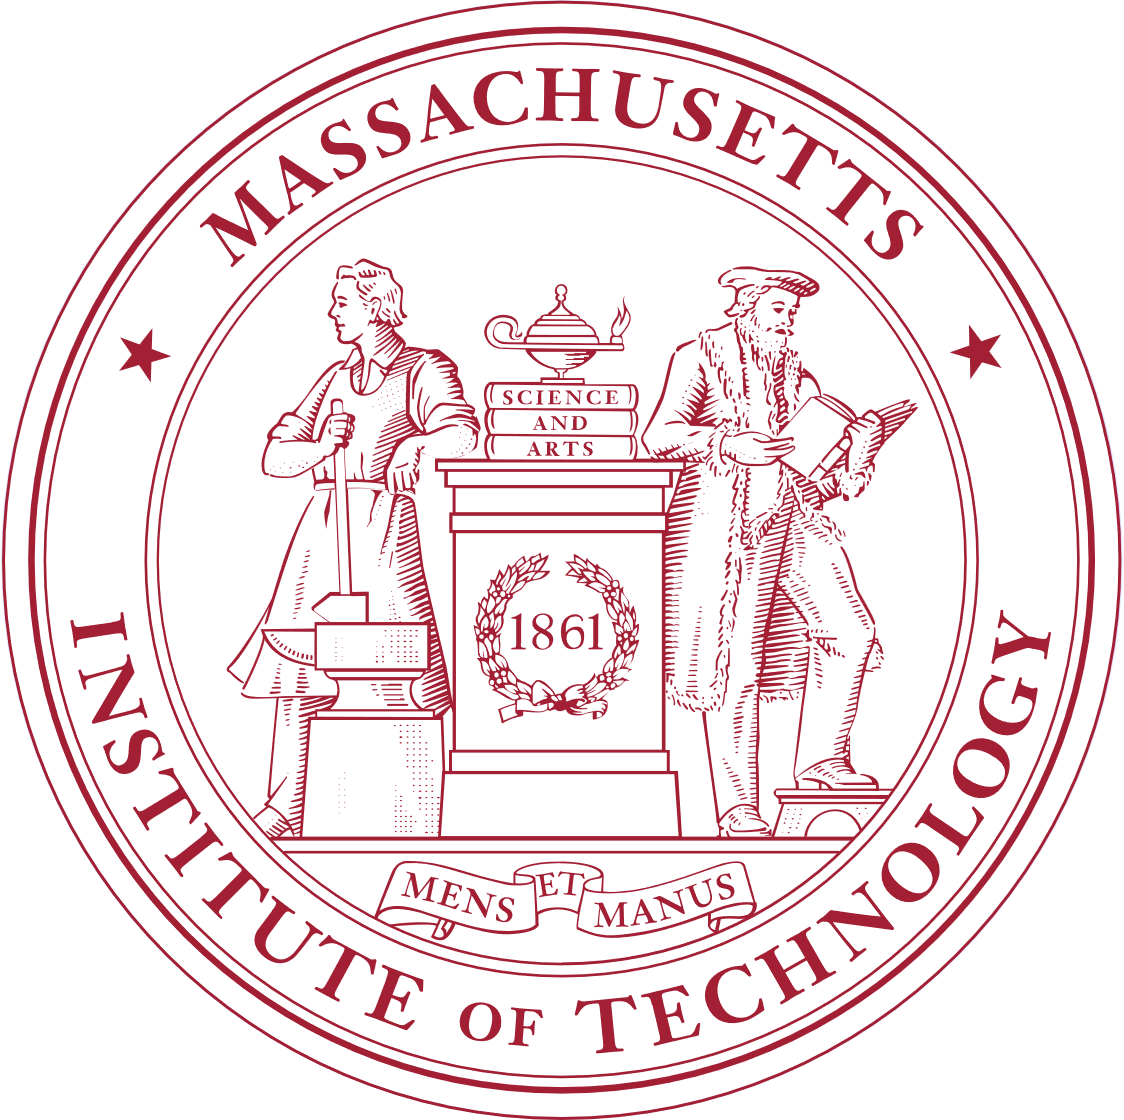 MASSACHUSETTS
SCIENCE
AND
ARTS
1861
MENS ET MANUS
INSTITUTE OF TECHNOLOGY